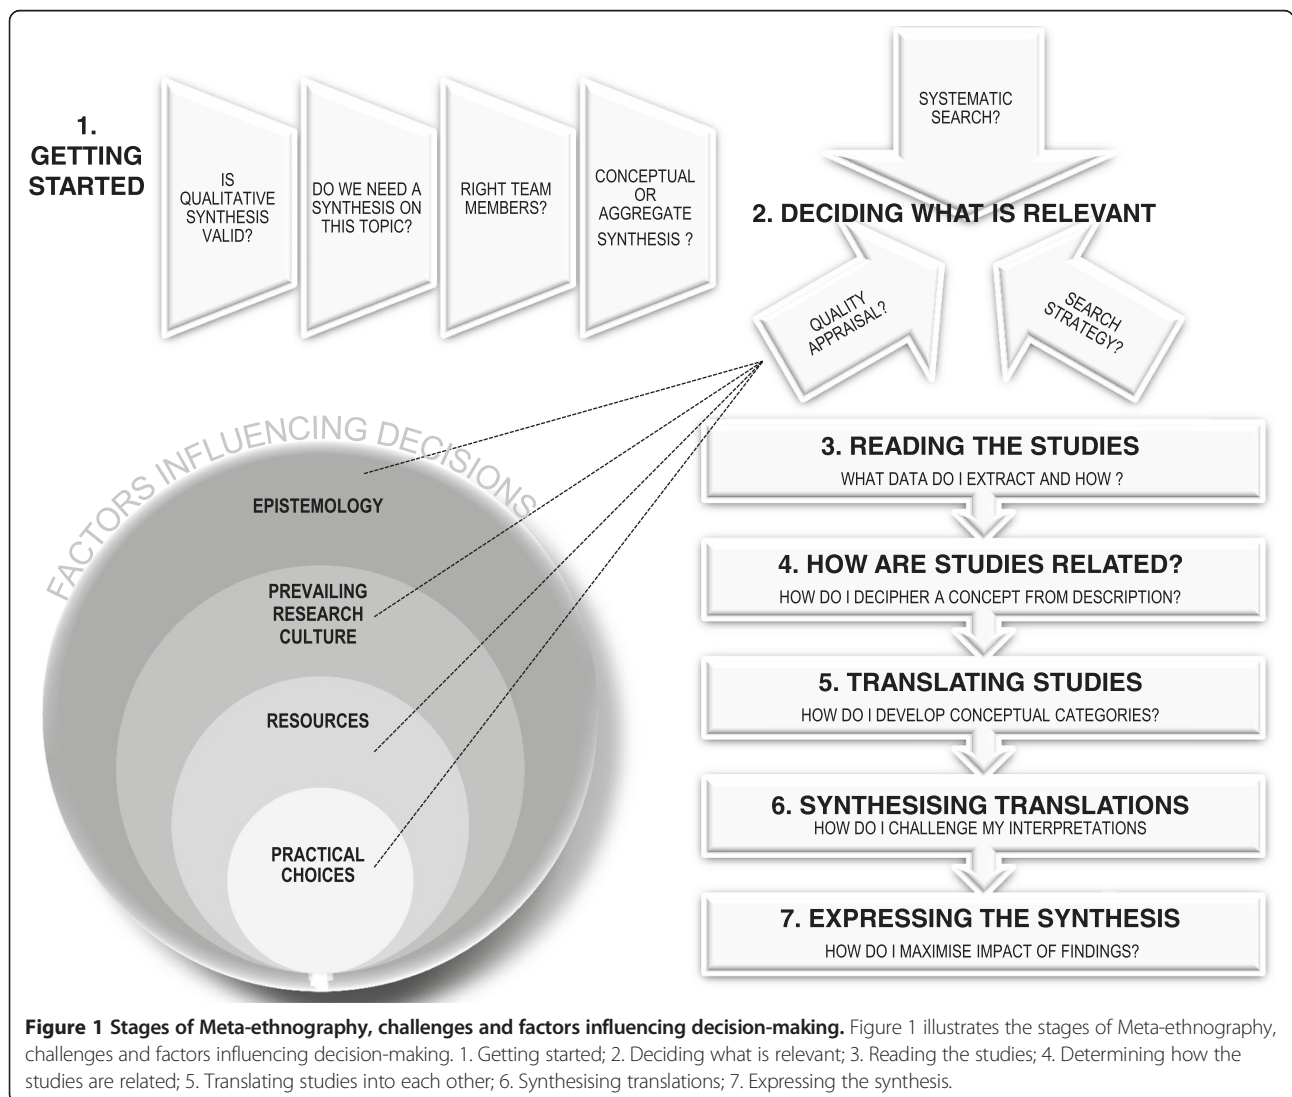 1.
GETTING
STARTED
IS
QUALITATIVE
SYNTHESIS
VALID?
DO WE NEED A
SYNTHESIS ON
THIS TOPIC?
RIGHT TEAM
MEMBERS?
CONCEPTUAL
OR
AGGREGATE
SYNTHESIS ?
SYSTEMATIC
SEARCH?
2. DECIDING WHAT IS RELEVANT
QUALITY
APPRAISAL?
SEARCH
STRATEGY?
FACTORS INFLUENCING DECISIONS
EPISTEMOLOGY
PREVAILING
RESEARCH
CULTURE
RESOURCES
PRACTICAL
CHOICES
3. READING THE STUDIES
WHAT DATA DO I EXTRACT AND HOW ?
4. HOW ARE STUDIES RELATED?
HOW DO I DECIPHER A CONCEPT FROM DESCRIPTION?
5. TRANSLATING STUDIES
HOW DO I DEVELOP CONCEPTUAL CATEGORIES?
6. SYNTHESISING TRANSLATIONS
HOW DO I CHALLENGE MY INTERPRETATIONS
7. EXPRESSING THE SYNTHESIS
HOW DO I MAXIMISE IMPACT OF FINDINGS?
Figure 1 Stages of Meta-ethnography, challenges and factors influencing decision-making. Figure 1 illustrates the stages of Meta-ethnography,
challenges and factors influencing decision-making. 1. Getting started; 2. Deciding what is relevant; 3. Reading the studies; 4. Determining how the
studies are related; 5. Translating studies into each other; 6. Synthesising translations; 7. Expressing the synthesis.